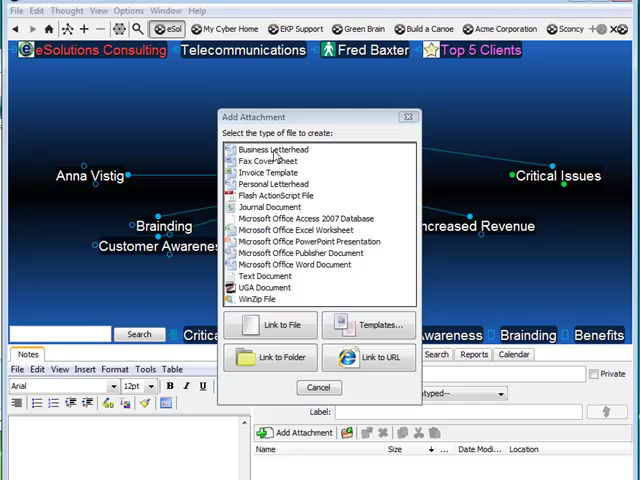 File Edit Thought View Options Window Help
eSol My Cyber Home EKP Support Green Brain Build a Canoe Acme Corporation Sconcy
eSolutions Consulting Telecommunications Fred Baxter Top 5 Clients
Add Attachment
Select the type of file to create:
Business Letterhead
Fax Cover Sheet
Invoice Template
Personal Letterhead
Flash ActionScript File
Journal Document
Microsoft Office Access 2007 Database
Microsoft Office Excel Worksheet
Microsoft Office PowerPoint Presentation
Microsoft Office Publisher Document
Microsoft Office Word Document
Text Document
UGA Document
WinZip File
Link to File Templates...
Link to Folder Link to URL
Cancel
Anna Vistig Critical Issues
Brainding ncreased Revenue
Customer Awarenes
Search Critica Awareness Brainding Benefits
Notes Search Reports Calendar
File Edit View Insert Format Tools Table
Arial 12pt B I U
typed-- Private
Label:
Add Attachment
Name Size ... Date Modi... Location